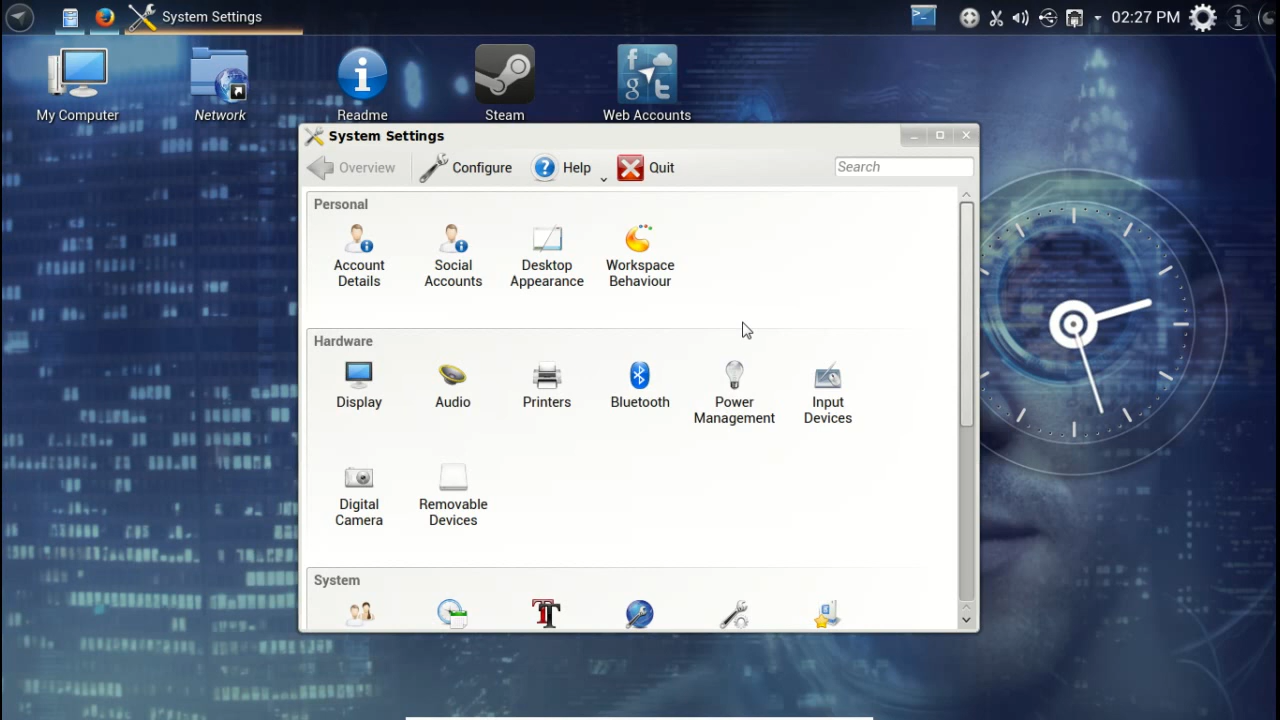 System Settings
02:27 PM
My Computer
Network
Readme
Steam
Web Accounts
System Settings
Overview
Configure
Help
Quit
Search
Personal
Account
Details
Social
Accounts
Desktop
Appearance
Workspace
Behaviour
Hardware
Display
Audio
Printers
Bluetooth
Power
Management
Input
Devices
Digital
Camera
Removable
Devices
System